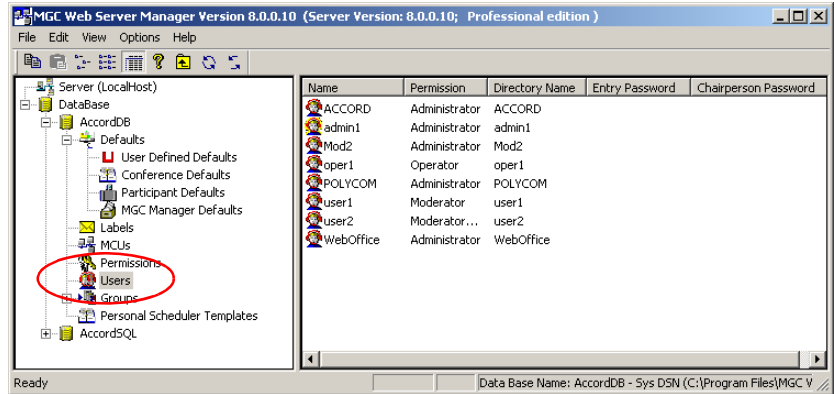 MGC Web Server Manager Version 8.0.0.10 (Server Version: 8.0.0.10; Professional edition )
File Edit View Options Help
Server (LocalHost)
DataBase
AccordDB
Defaults
User Defined Defaults
Conference Defaults
Participant Defaults
MGC Manager Defaults
Labels
MCUs
Permissions
Users
Groups
Personal Scheduler Templates
AccordSQL
Name Permission Directory Name Entry Password Chairperson Password
ACCORD Administrator ACCORD
admin1 Administrator admin1
Mod2 Administrator Mod2
oper1 Operator oper1
POLYCOM Administrator POLYCOM
user1 Moderator user1
user2 Moderator... user2
WebOffice Administrator WebOffice
Ready
Data Base Name: AccordDB - Sys DSN (C:\Program Files\MGC V